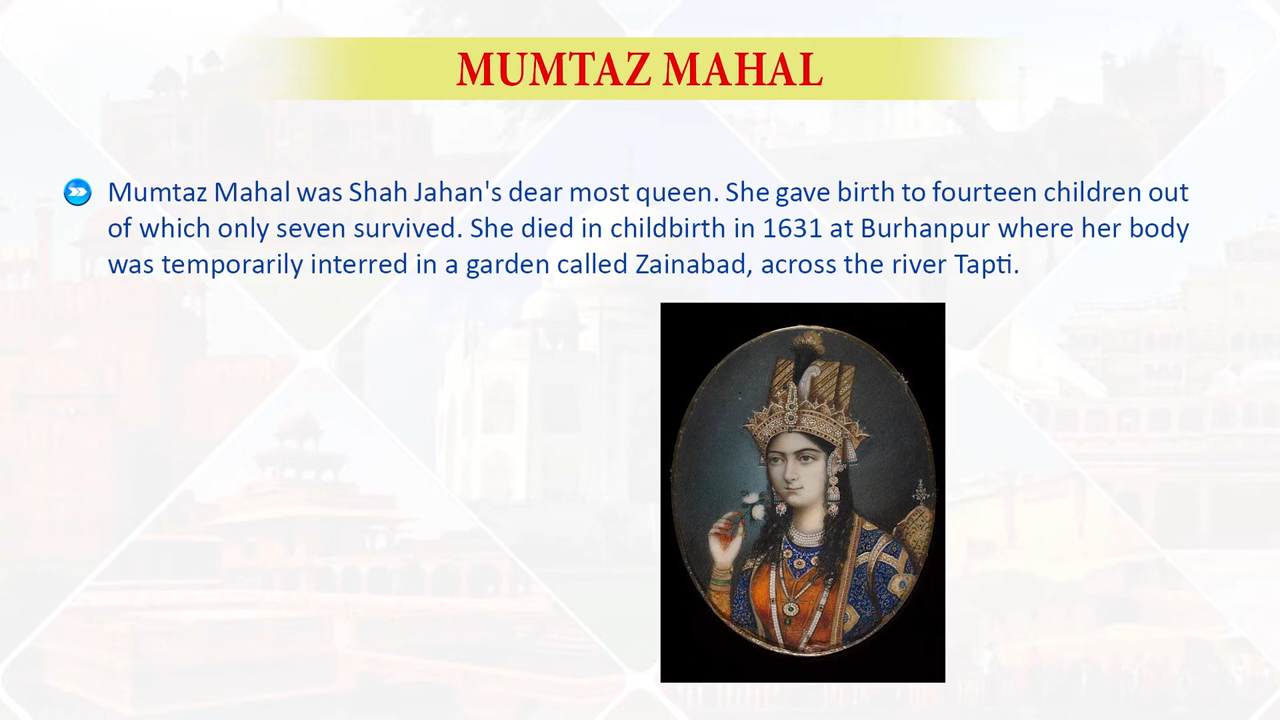 MUMTAZ MAHAL
Mumtaz Mahal was Shah Jahan's dear most queen. She gave birth to fourteen children out
of which only seven survived. She died in childbirth in 1631 at Burhanpur where her body
was temporarily interred in a garden called Zainabad, across the river Tapti.